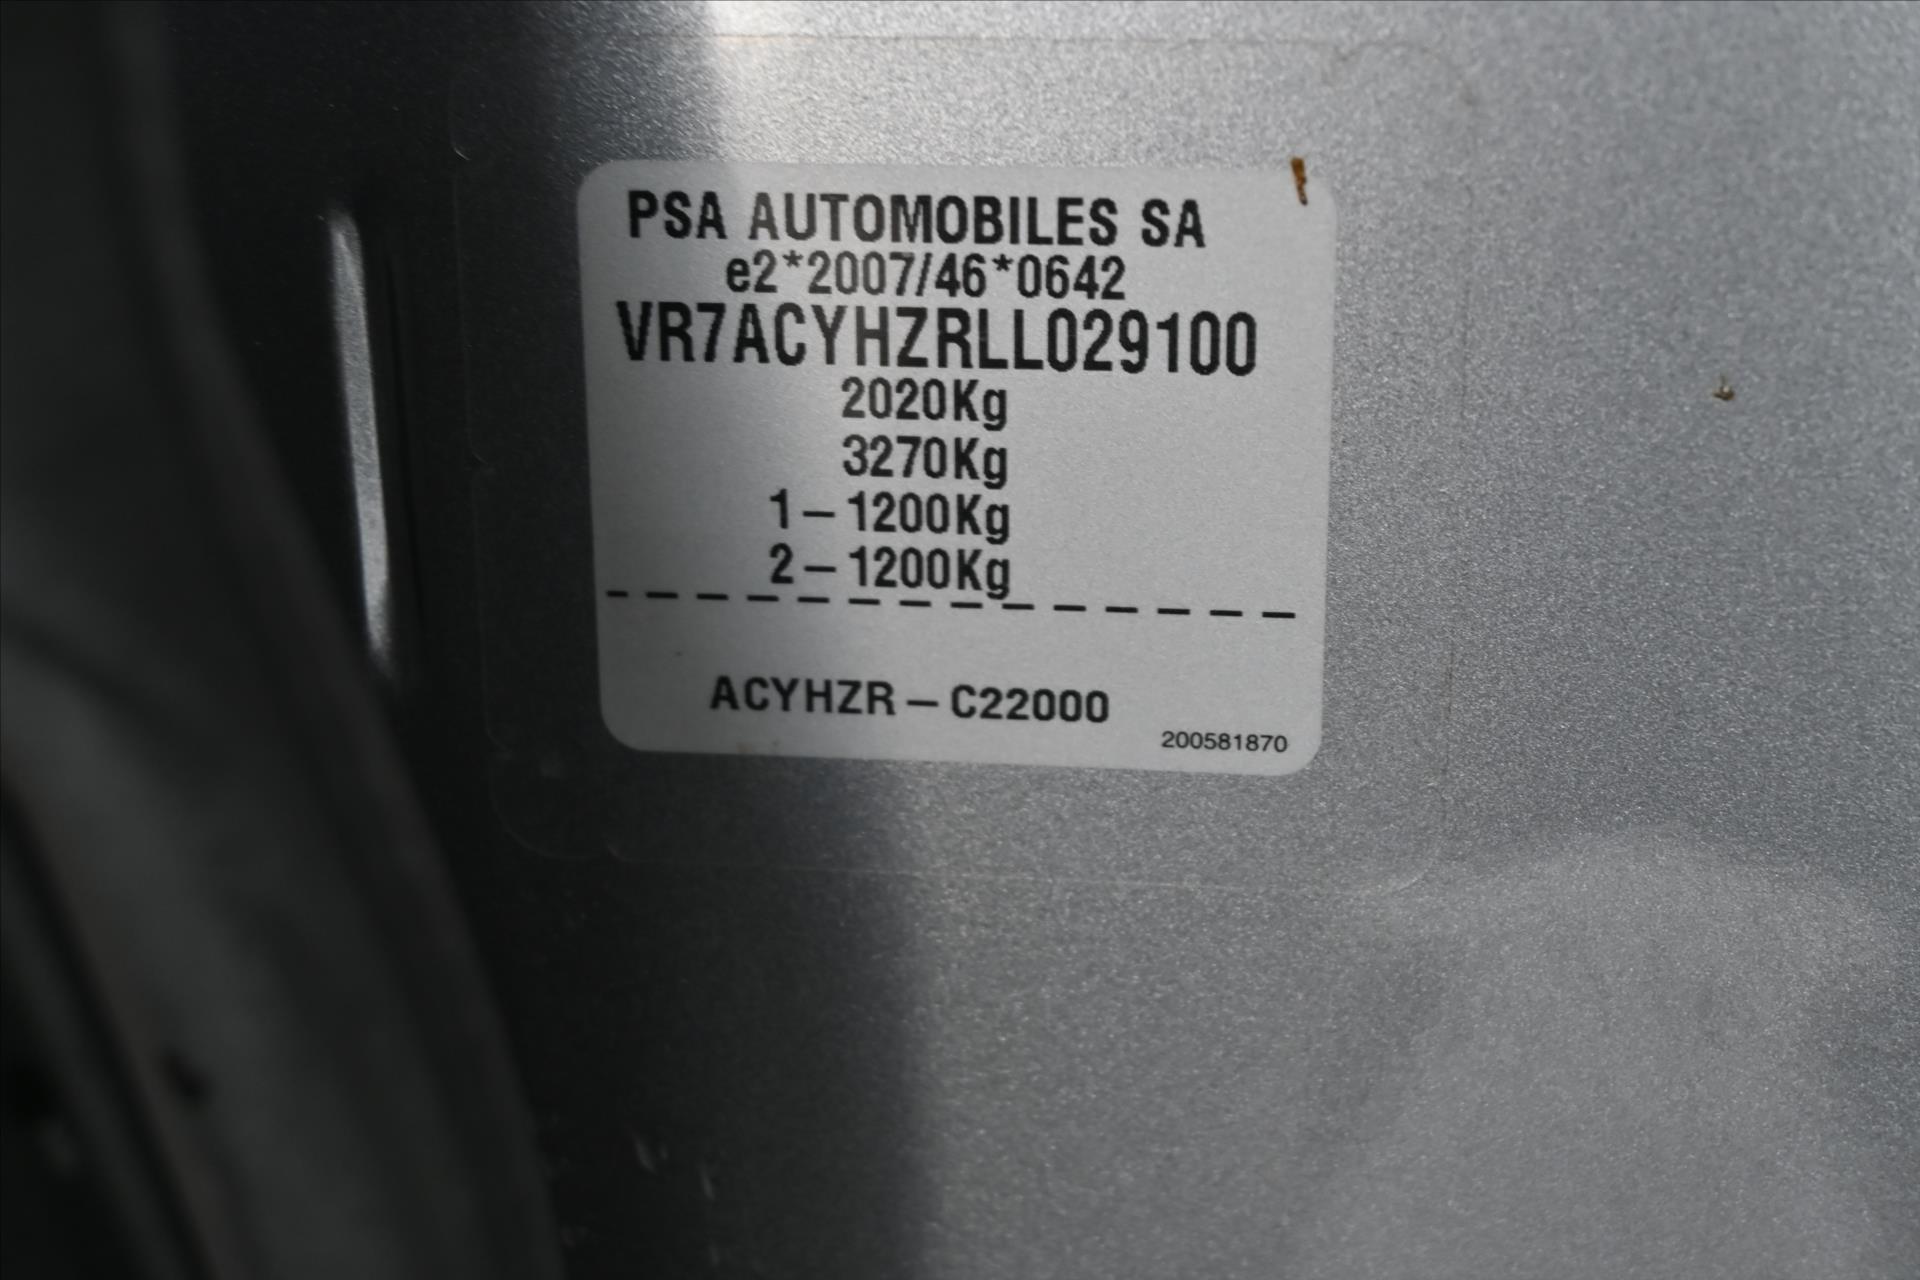 PSA AUTOMOBILES SA
e2*2007/46*0642
VR7ACYHZRLL029100
2020Kg
3270Kg
1–1200Kg
2–1200Kg
ACYHZR–C22000
200581870